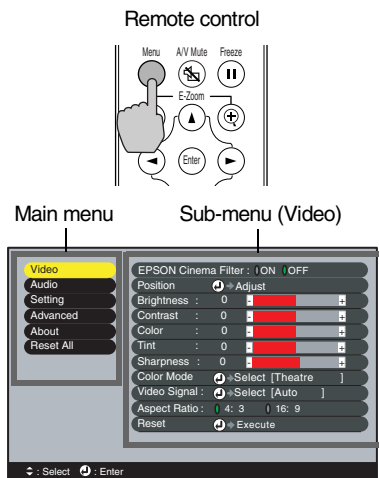 Remote control
Menu A/V Mute Freeze
E-Zoom
Enter
Main menu Sub-menu (Video)
Video
Audio
Setting
Advanced
About
Reset All
EPSON Cinema Filter : ON OFF
Position Adjust
Brightness : 0 - +
Contrast : 0 - +
Color : 0 - +
Tint : 0 - +
Sharpness : 0 - +
Color Mode Select [Theatre ]
Video Signal : Select [Auto ]
Aspect Ratio : 4: 3 16: 9
Reset Execute
: Select : Enter